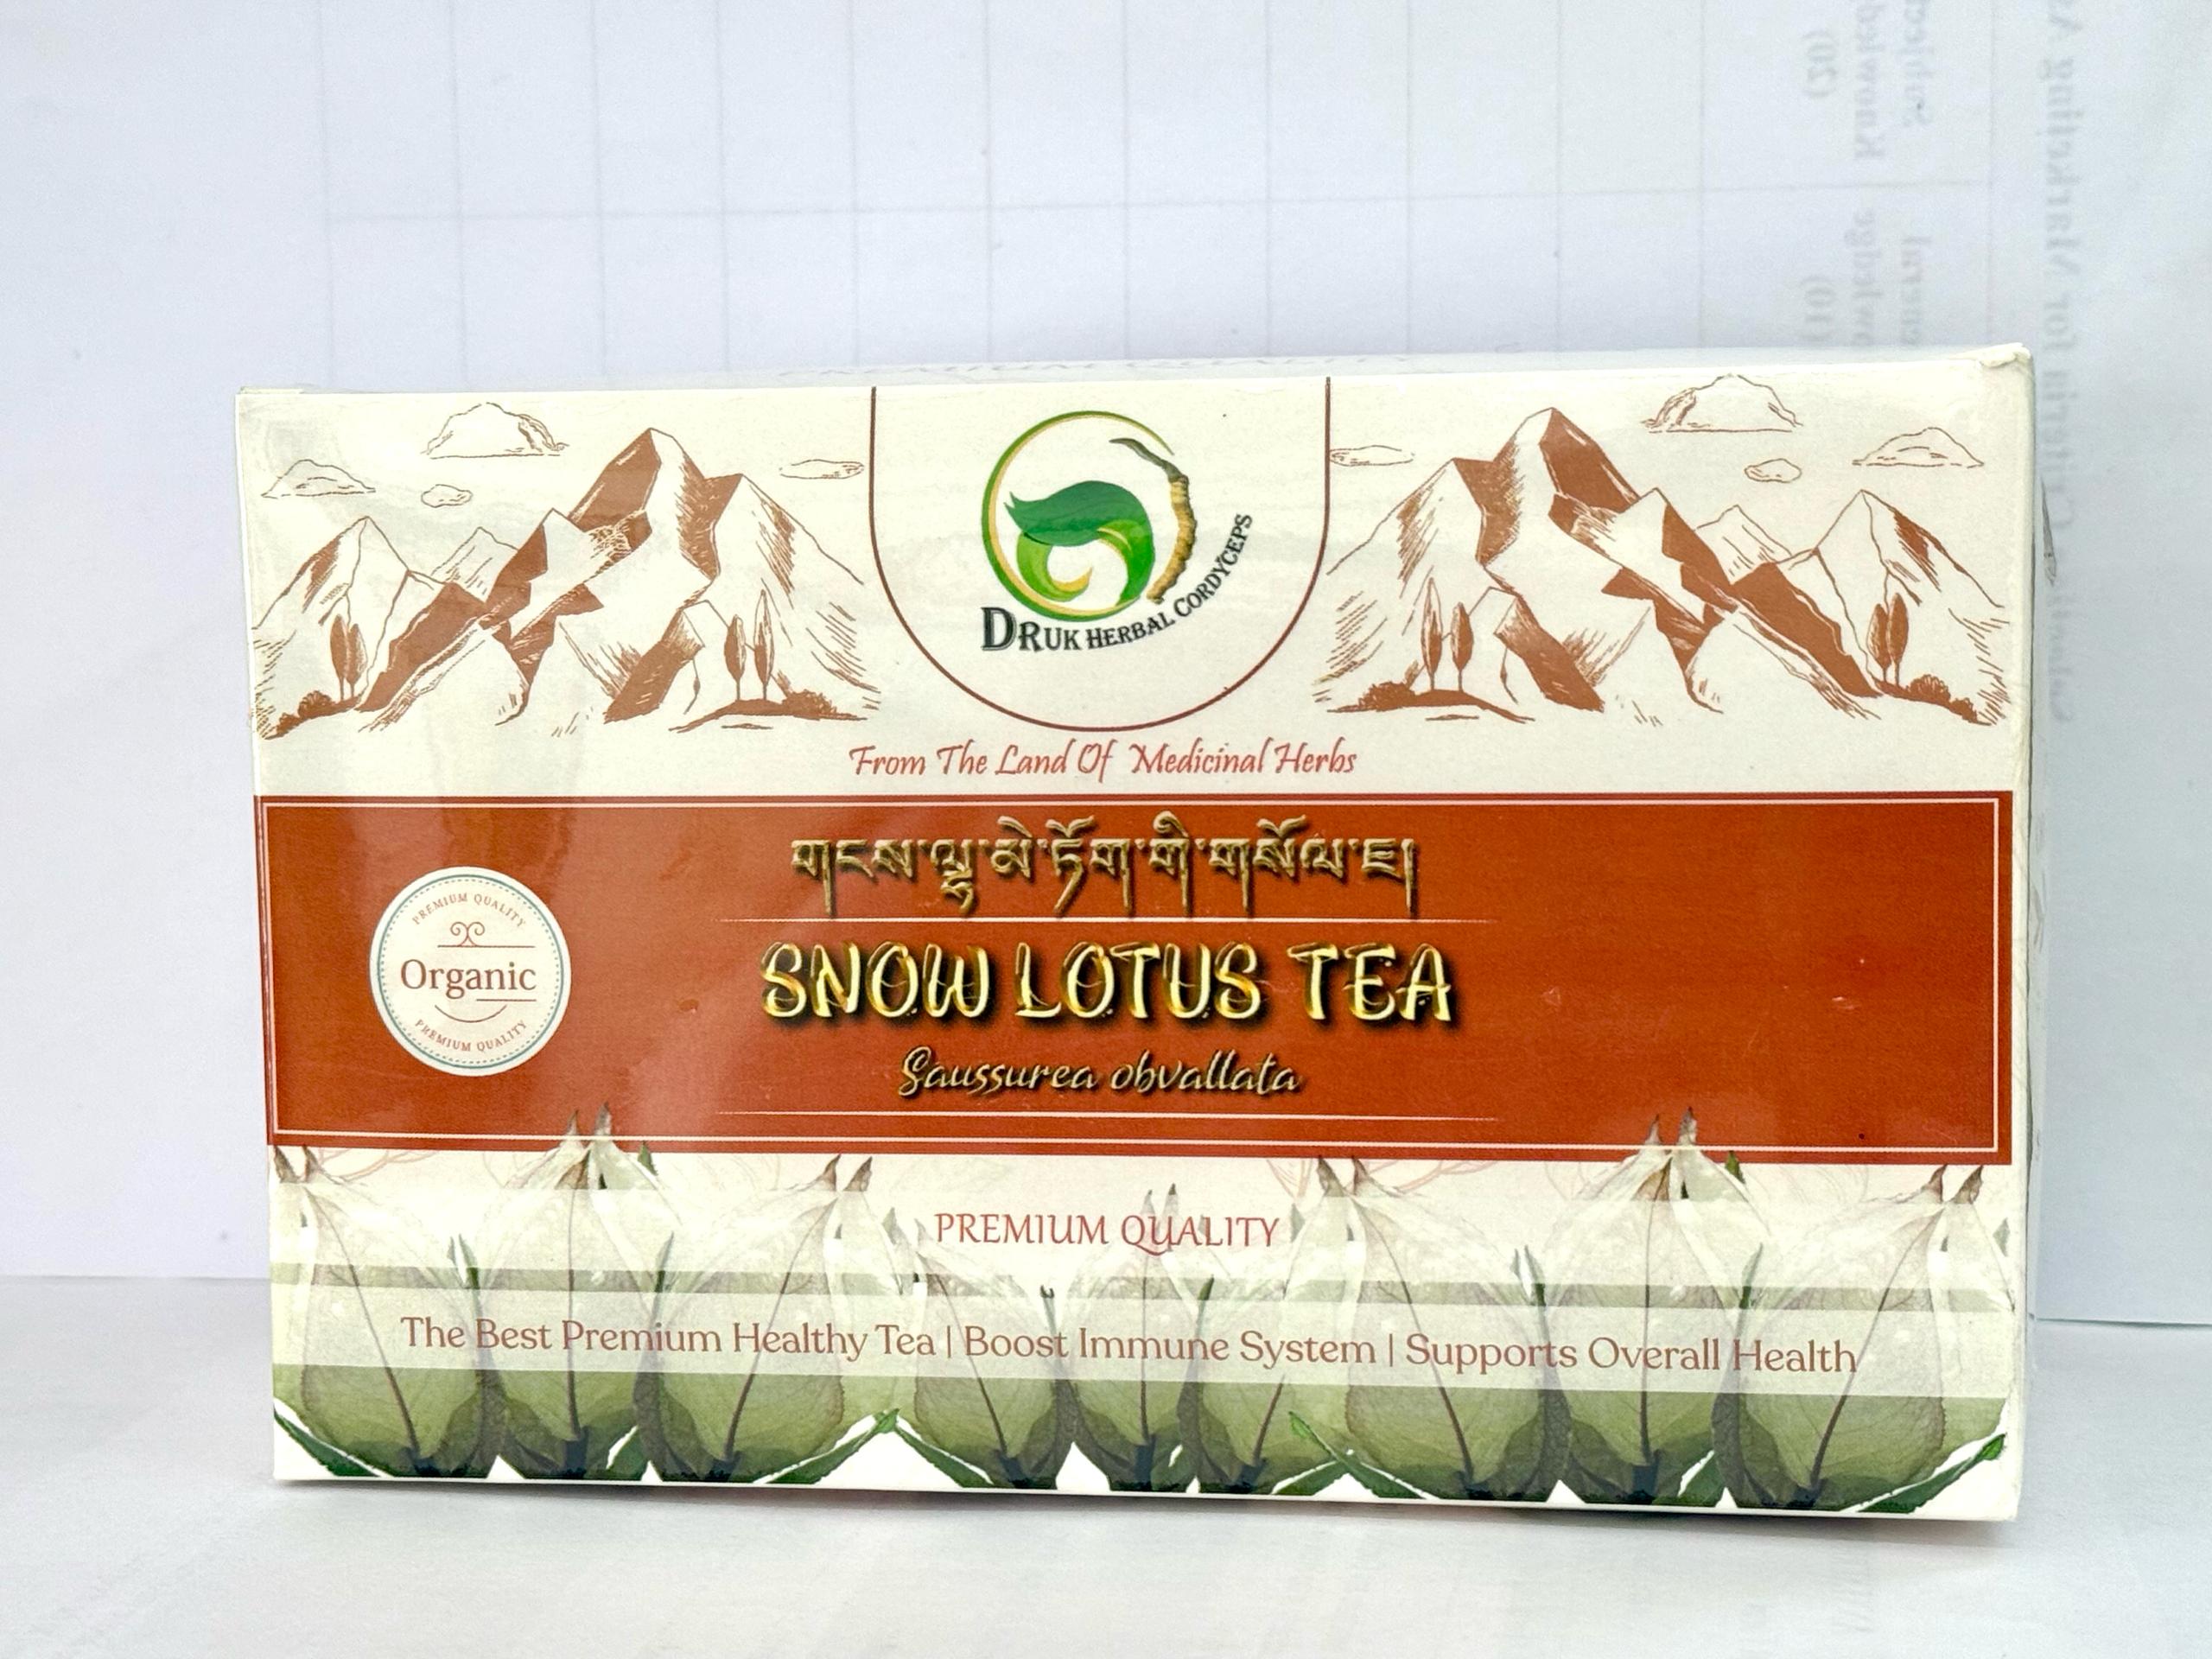 DRUK HERBAL CORDYCEPS
From The Land Of Medicinal Herbs
གངས་ལྷ་མེ་ཏོག་གི་གསོལ་ཇ།
SNOW LOTUS TEA
Saussurea obvallata
PREMIUM QUALITY
Organic
PREMIUM QUALITY
PREMIUM QUALITY
The Best Premium Healthy Tea | Boost Immune System | Supports Overall Health